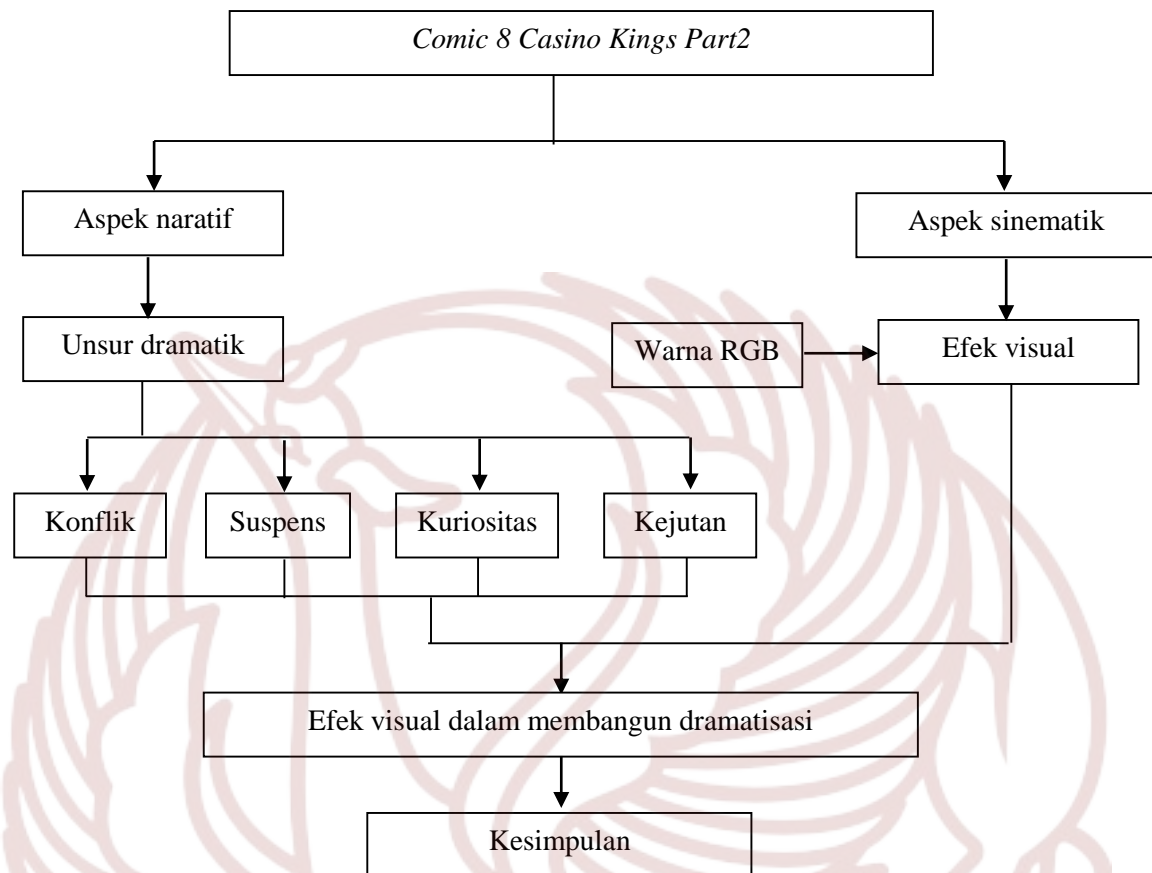 Comic 8 Casino Kings Part2
Aspek naratif
Aspek sinematik
Unsur dramatik
Warna RGB
Efek visual
Konflik
Suspens
Kuriositas
Kejutan
Efek visual dalam membangun dramatisasi
Kesimpulan